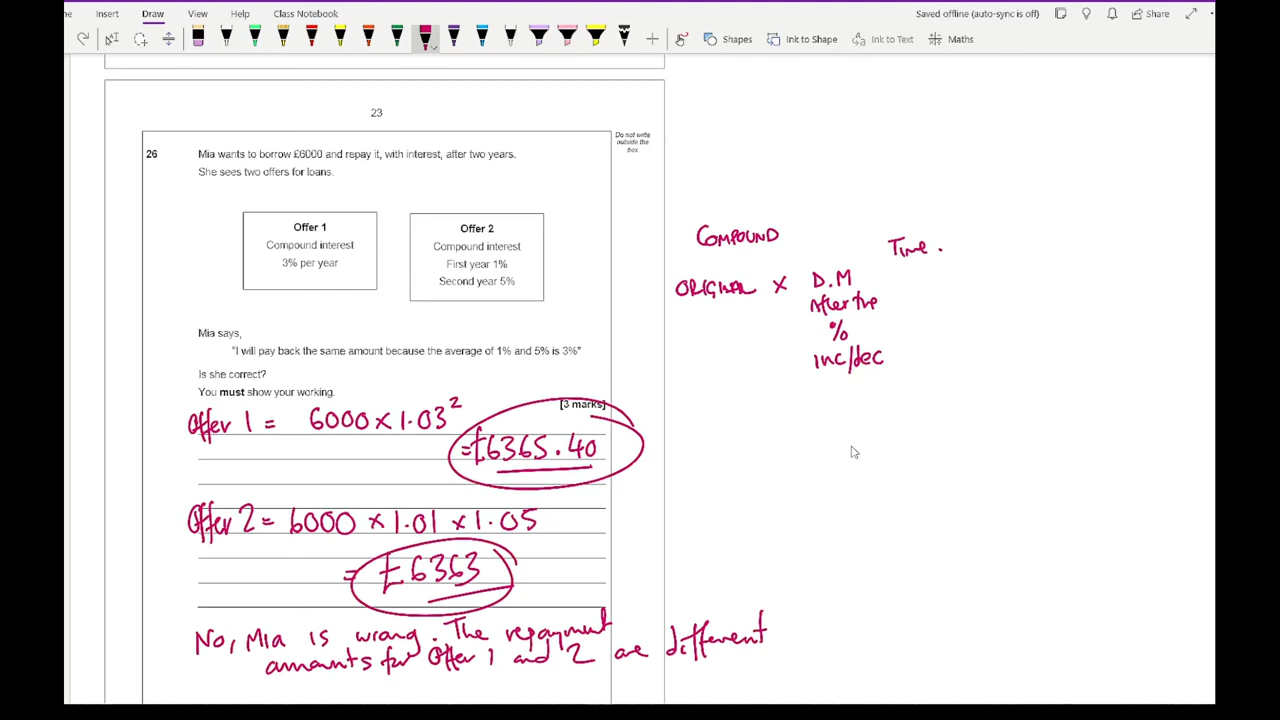 Insert Draw View Help Class Notebook Saved offline (auto-sync is off) Share
Shapes Ink to Shape Ink to Text Maths
23
Do not write
outside the
box
26 Mia wants to borrow £6000 and repay it, with interest, after two years.
She sees two offers for loans.
Offer 1
Compound interest
3% per year
Offer 2
Compound interest
First year 1%
Second year 5%
Mia says,
"I will pay back the same amount because the average of 1% and 5% is 3%"
Is she correct?
You must show your working.
[3 marks]
Offer 1 = 6000 × 1.03²
= £6365.40
Offer 2 = 6000 × 1.01 × 1.05
= £6363
No, Mia is wrong. The repayment
amounts for Offer 1 and 2 are different
COMPOUND
Time.
ORIGINAL × D.M
After the
%
inc/dec